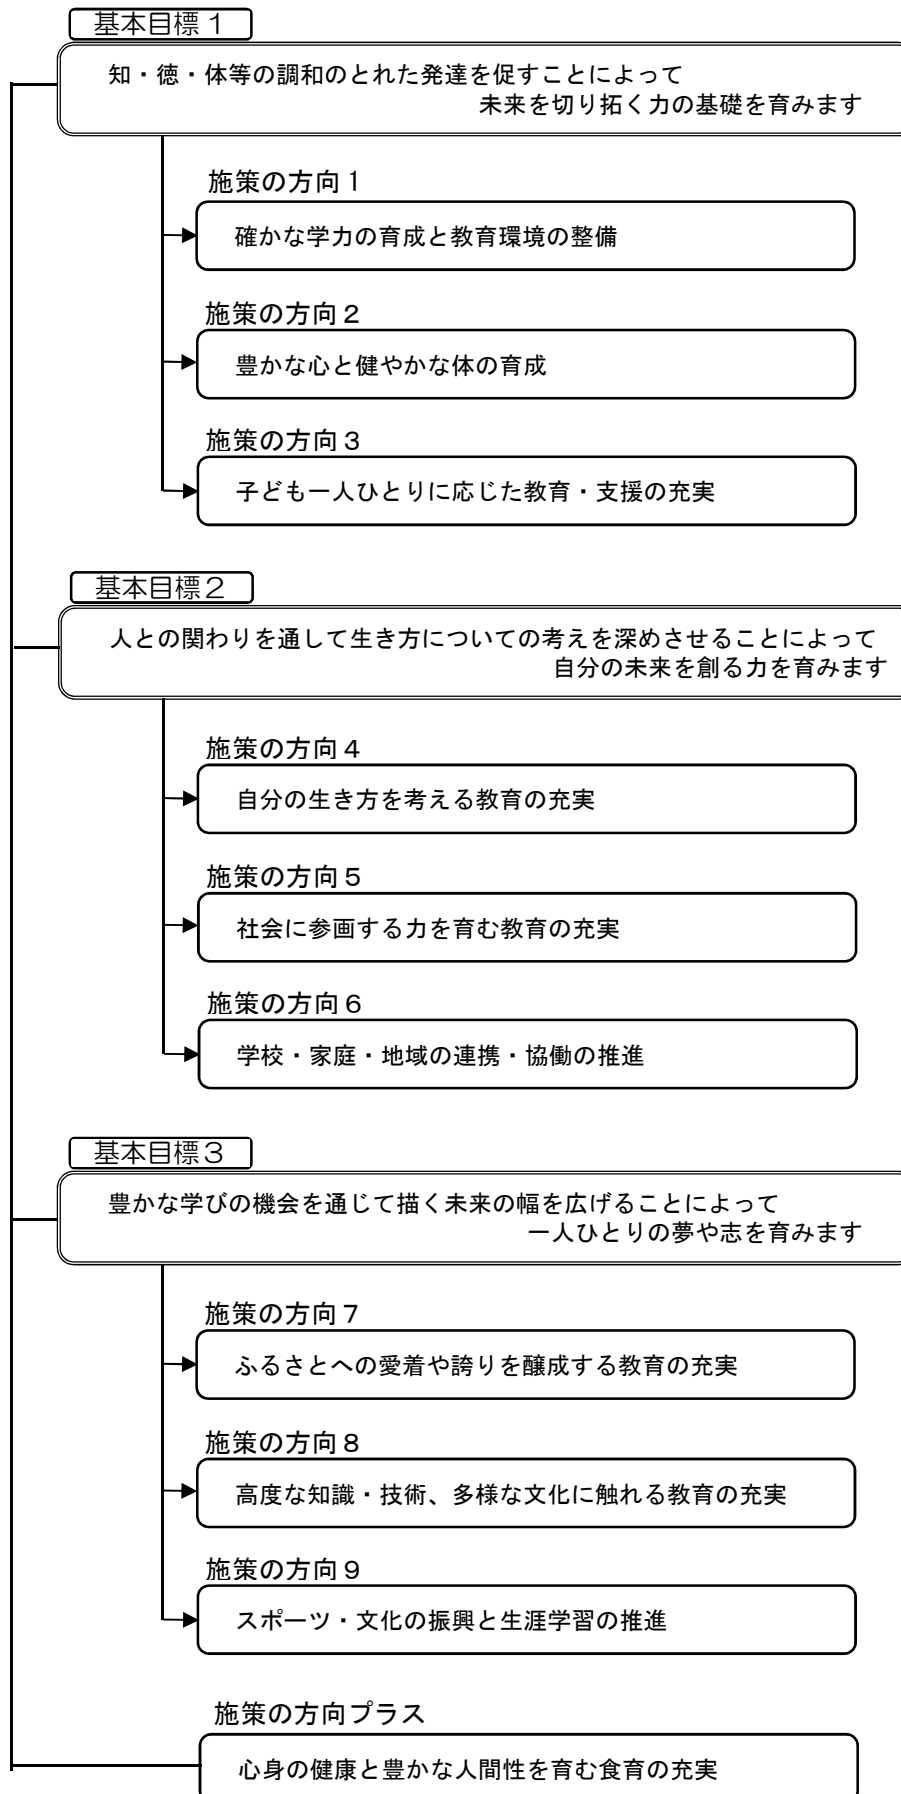 基本目標１
知・徳・体等の調和のとれた発達を促すことによって
未来を切り拓く力の基礎を育みます
施策の方向１
確かな学力の育成と教育環境の整備
施策の方向２
豊かな心と健やかな体の育成
施策の方向３
子ども一人ひとりに応じた教育・支援の充実
基本目標２
人との関わりを通して生き方についての考えを深めさせることによって
自分の未来を創る力を育みます
施策の方向４
自分の生き方を考える教育の充実
施策の方向５
社会に参画する力を育む教育の充実
施策の方向６
学校・家庭・地域の連携・協働の推進
基本目標３
豊かな学びの機会を通じて描く未来の幅を広げることによって
一人ひとりの夢や志を育みます
施策の方向７
ふるさとへの愛着や誇りを醸成する教育の充実
施策の方向８
高度な知識・技術、多様な文化に触れる教育の充実
施策の方向９
スポーツ・文化の振興と生涯学習の推進
施策の方向プラス
心身の健康と豊かな人間性を育む食育の充実